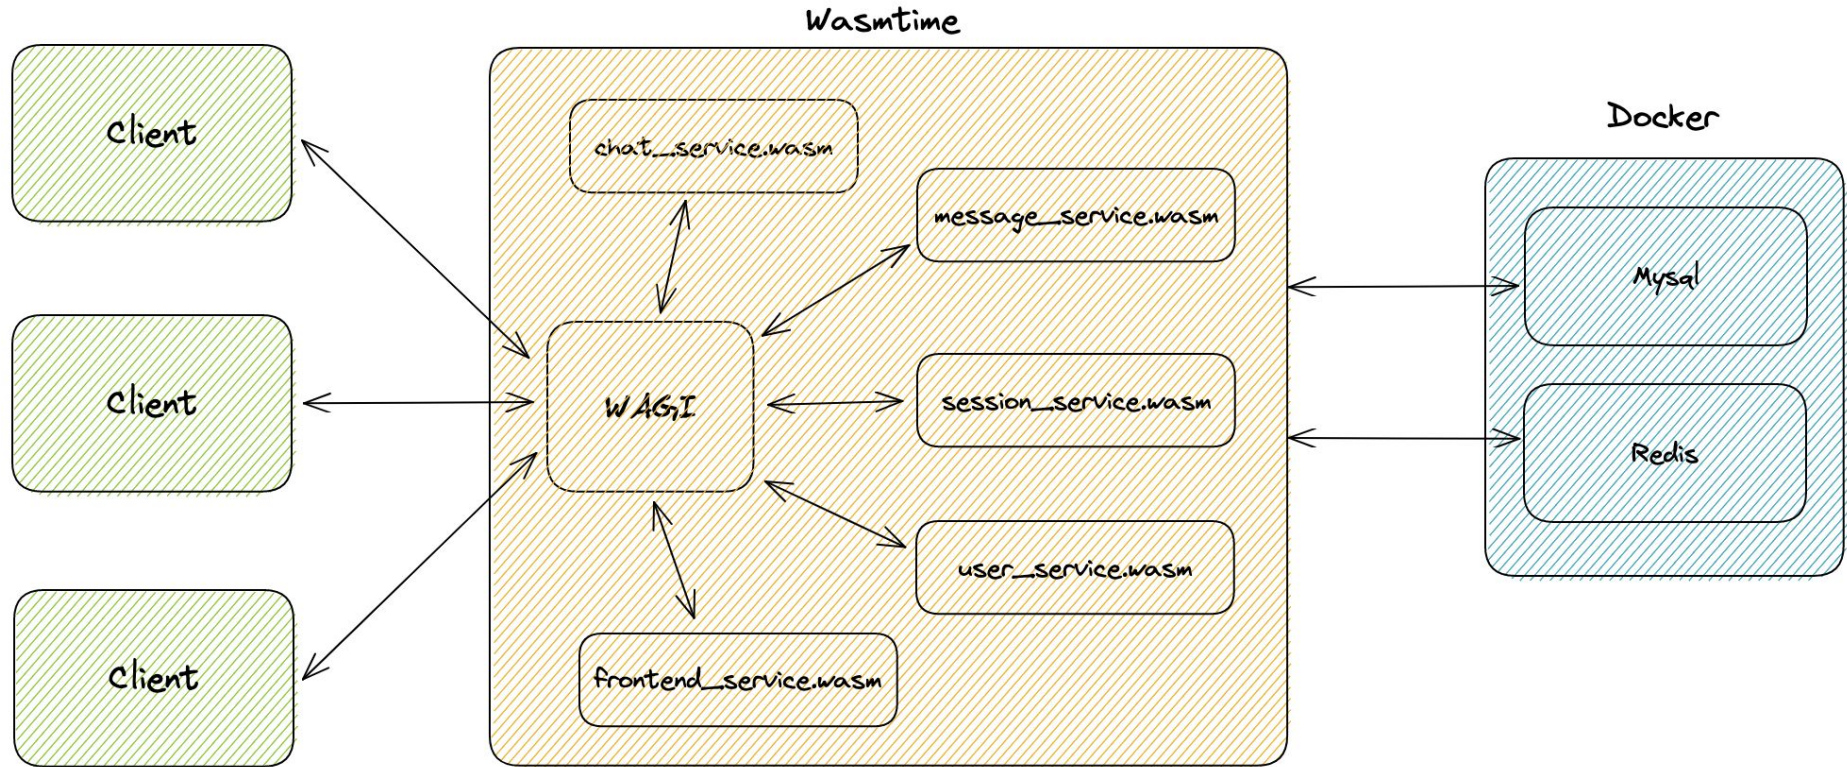 Wasmtime
Client
chat_service.wasm
Docker
message_service.wasm
Mysql
Client
WAGI
session_service.wasm
Redis
user_service.wasm
Client
frontend_service.wasm